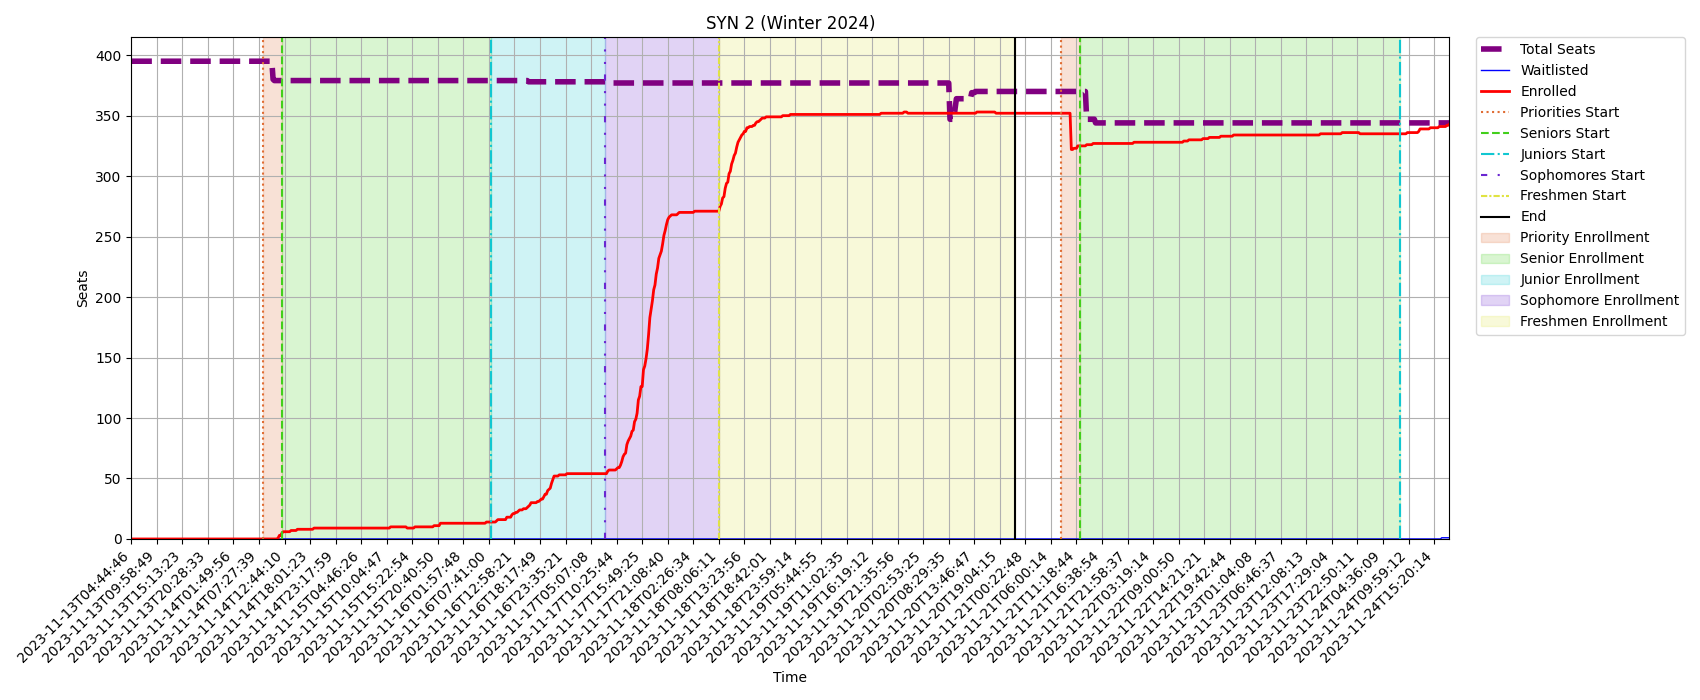 SYN 2 (Winter 2024)
Seats
400
350
300
250
200
150
100
50
0
2023-11-13T04:44:46
2023-11-13T09:58:49
2023-11-13T15:13:23
2023-11-13T20:28:33
2023-11-14T01:49:56
2023-11-14T07:27:39
2023-11-14T12:44:10
2023-11-14T18:01:23
2023-11-14T23:17:59
2023-11-15T04:46:26
2023-11-15T10:04:47
2023-11-15T15:22:54
2023-11-15T20:40:50
2023-11-16T01:57:48
2023-11-16T07:41:00
2023-11-16T12:58:21
2023-11-16T18:17:49
2023-11-16T23:35:21
2023-11-17T05:07:08
2023-11-17T10:25:44
2023-11-17T15:49:25
2023-11-17T21:08:40
2023-11-18T02:26:34
2023-11-18T08:06:11
2023-11-18T13:23:56
2023-11-18T18:42:01
2023-11-18T23:59:14
2023-11-19T05:44:55
2023-11-19T11:02:35
2023-11-19T16:19:12
2023-11-19T21:35:56
2023-11-20T02:53:25
2023-11-20T08:29:35
2023-11-20T13:46:47
2023-11-20T19:04:15
2023-11-21T00:22:48
2023-11-21T06:00:14
2023-11-21T11:18:44
2023-11-21T16:38:54
2023-11-21T21:58:37
2023-11-22T03:19:14
2023-11-22T09:00:50
2023-11-22T14:21:21
2023-11-22T19:42:44
2023-11-23T01:04:08
2023-11-23T06:46:37
2023-11-23T12:08:13
2023-11-23T17:29:04
2023-11-23T22:50:11
2023-11-24T04:36:09
2023-11-24T09:59:12
2023-11-24T15:20:14
Time
Total Seats
Waitlisted
Enrolled
Priorities Start
Seniors Start
Juniors Start
Sophomores Start
Freshmen Start
End
Priority Enrollment
Senior Enrollment
Junior Enrollment
Sophomore Enrollment
Freshmen Enrollment